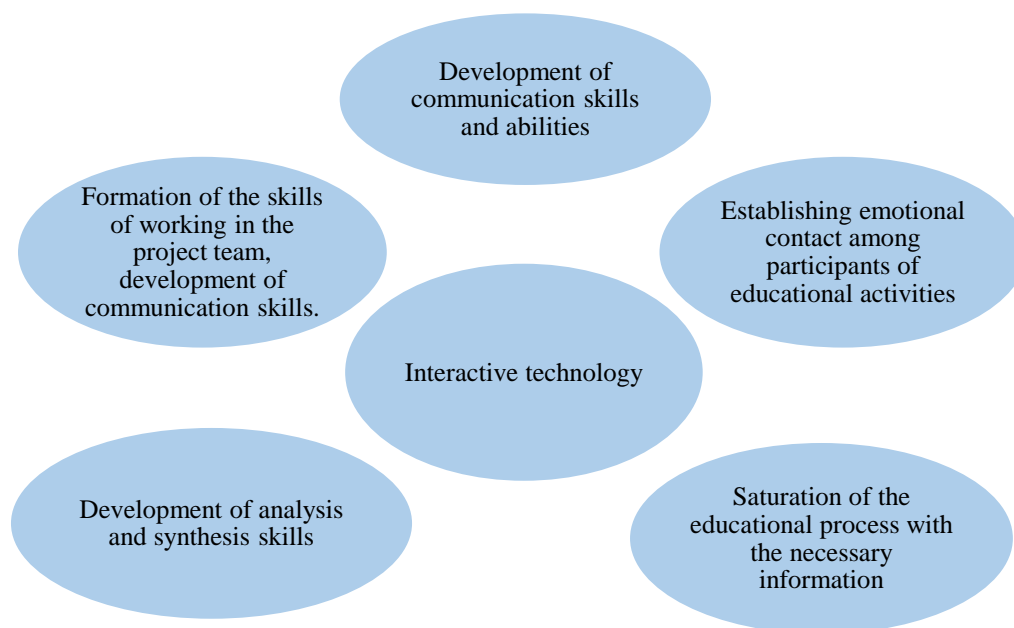 Development of
communication skills
and abilities
Formation of the skills
of working in the
project team,
development of
communication skills.
Establishing emotional
contact among
participants of
educational activities
Interactive technology
Development of analysis
and synthesis skills
Saturation of the
educational process with
the necessary
information